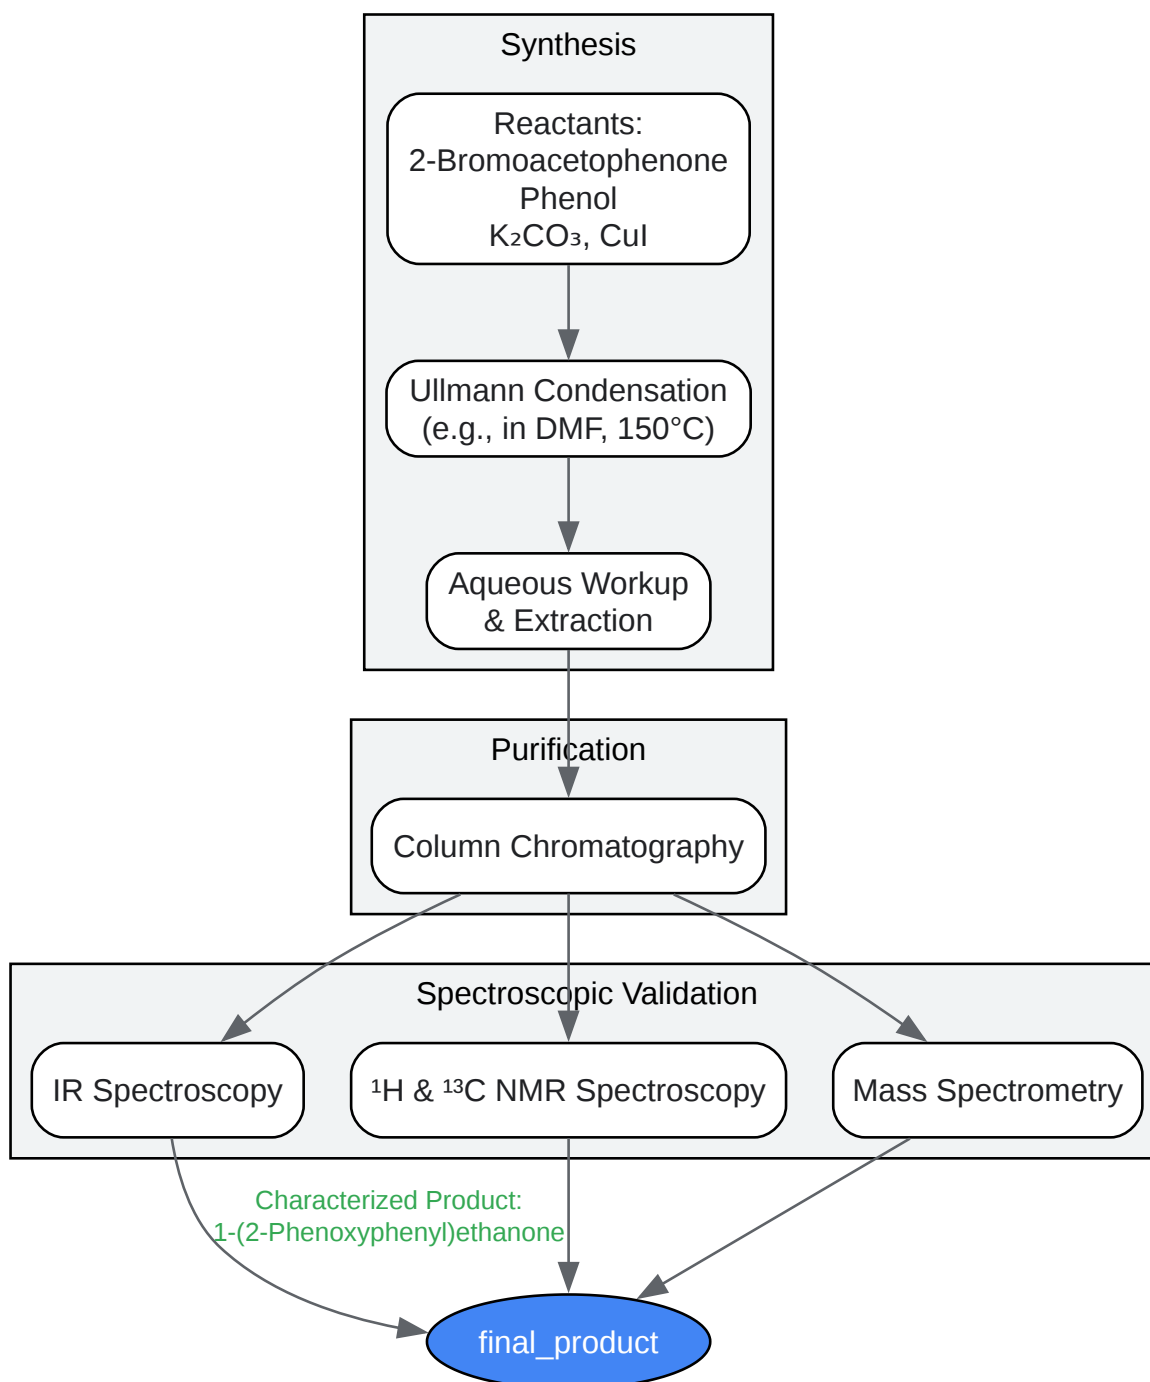 Synthesis
Reactants:
2-Bromoacetophenone
Phenol
K₂CO₃, CuI
Ullmann Condensation
(e.g., in DMF, 150°C)
Aqueous Workup
& Extraction
Purification
Column Chromatography
Spectroscopic Validation
IR Spectroscopy
¹H & ¹³C NMR Spectroscopy
Mass Spectrometry
Characterized Product:
1-(2-Phenoxyphenyl)ethanone
final_product